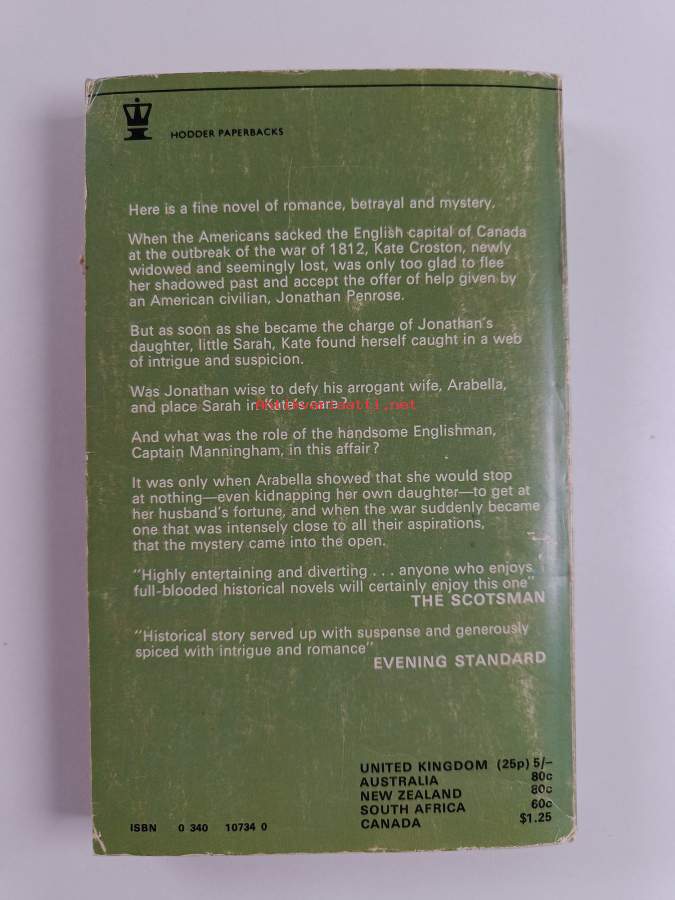 HODDER PAPERBACKS
Here is a fine novel of romance, betrayal and mystery.
When the Americans sacked the English capital of Canada
at the outbreak of the war of 1812, Kate Croston, newly
widowed and seemingly lost, was only too glad to flee
her shadowed past and accept the offer of help given by
an American civilian, Jonathan Penrose.
But as soon as she became the charge of Jonathan's
daughter, little Sarah, Kate found herself caught in a web
of intrigue and suspicion.
Was Jonathan wise to defy his arrogant wife, Arabella,
and place Sarah in Kate's care?
Antikvariaatti.net
And what was the role of the handsome Englishman,
Captain Manningham, in this affair?
It was only when Arabella showed that she would stop
at nothing—even kidnapping her own daughter—to get at
her husband's fortune, and when the war suddenly became
one that was intensely close to all their aspirations,
that the mystery came into the open.
"Highly entertaining and diverting . . . anyone who enjoys
full-blooded historical novels will certainly enjoy this one"
THE SCOTSMAN
"Historical story served up with suspense and generously
spiced with intrigue and romance"
EVENING STANDARD
UNITED KINGDOM (25p) 5/–
AUSTRALIA 80c
NEW ZEALAND 80c
SOUTH AFRICA 60c
CANADA $1.25
ISBN 0 340 10734 0